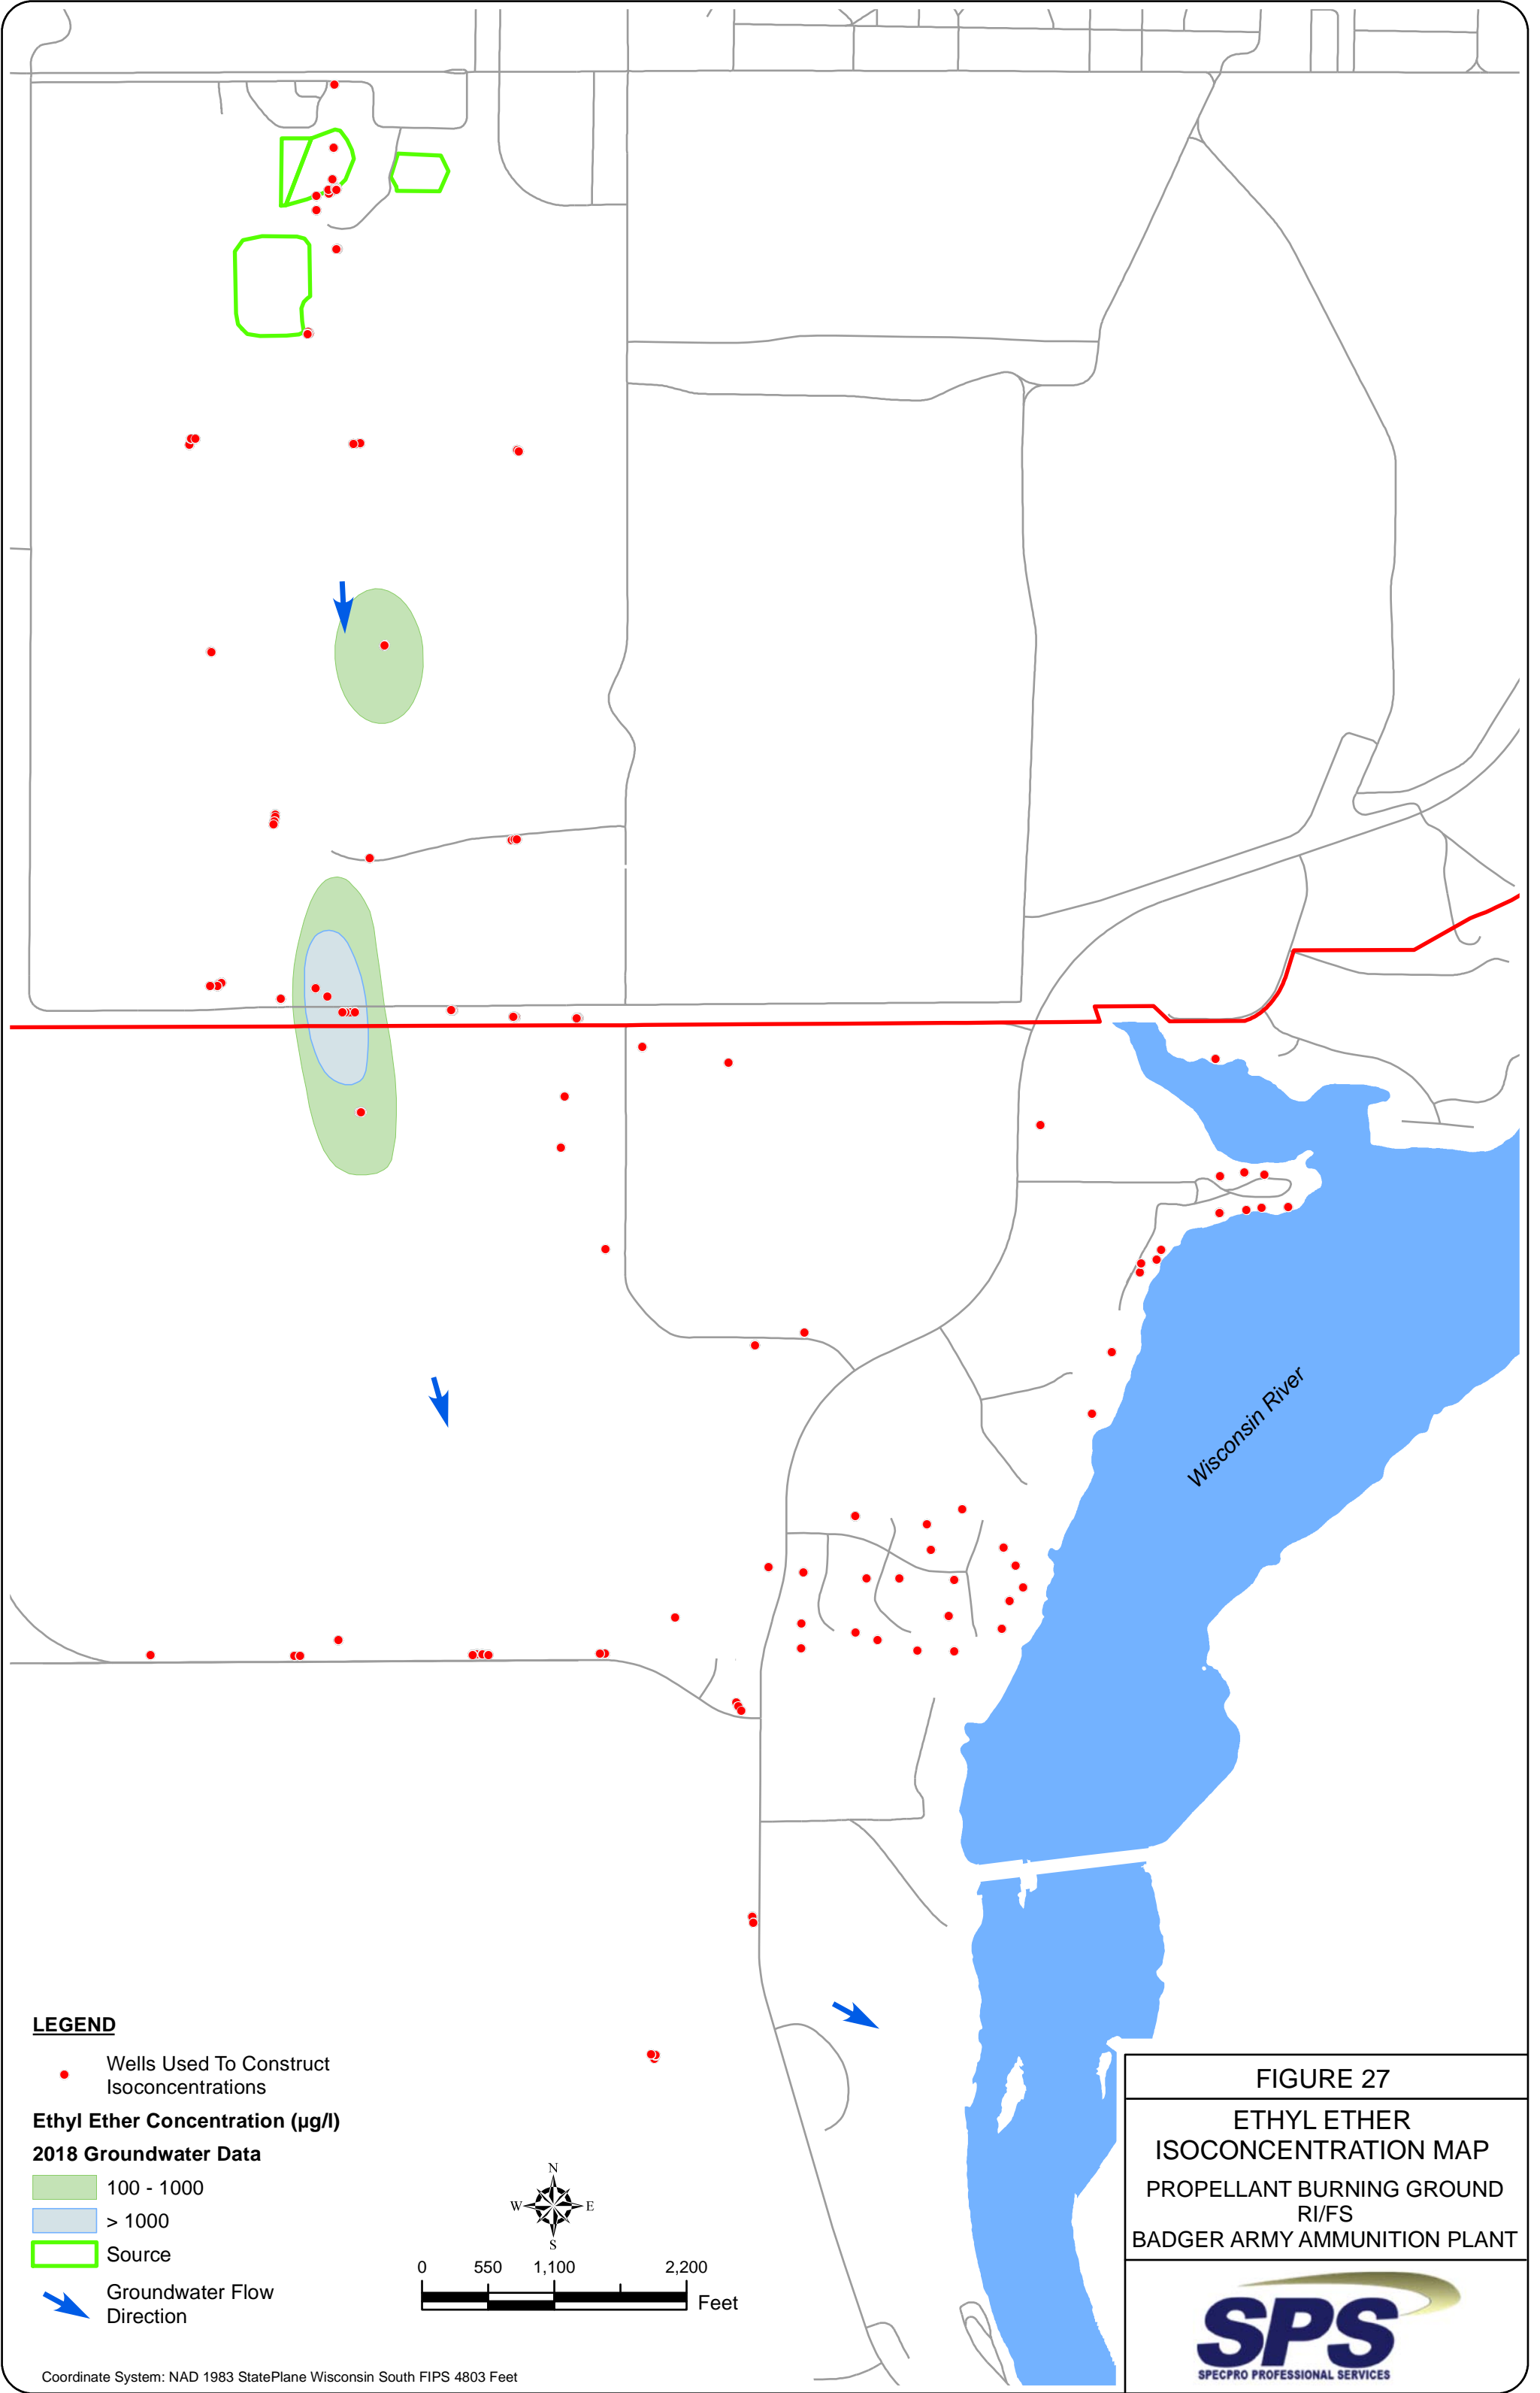 Wisconsin River
LEGEND
Wells Used To Construct
Isoconcentrations
Ethyl Ether Concentration (µg/l)
2018 Groundwater Data
100 - 1000
> 1000
Source
Groundwater Flow
Direction
N
W E
S
0 550 1,100 2,200
Feet
Coordinate System: NAD 1983 StatePlane Wisconsin South FIPS 4803 Feet
FIGURE 27
ETHYL ETHER
ISOCONCENTRATION MAP
PROPELLANT BURNING GROUND
RI/FS
BADGER ARMY AMMUNITION PLANT
SPS
SPECPRO PROFESSIONAL SERVICES